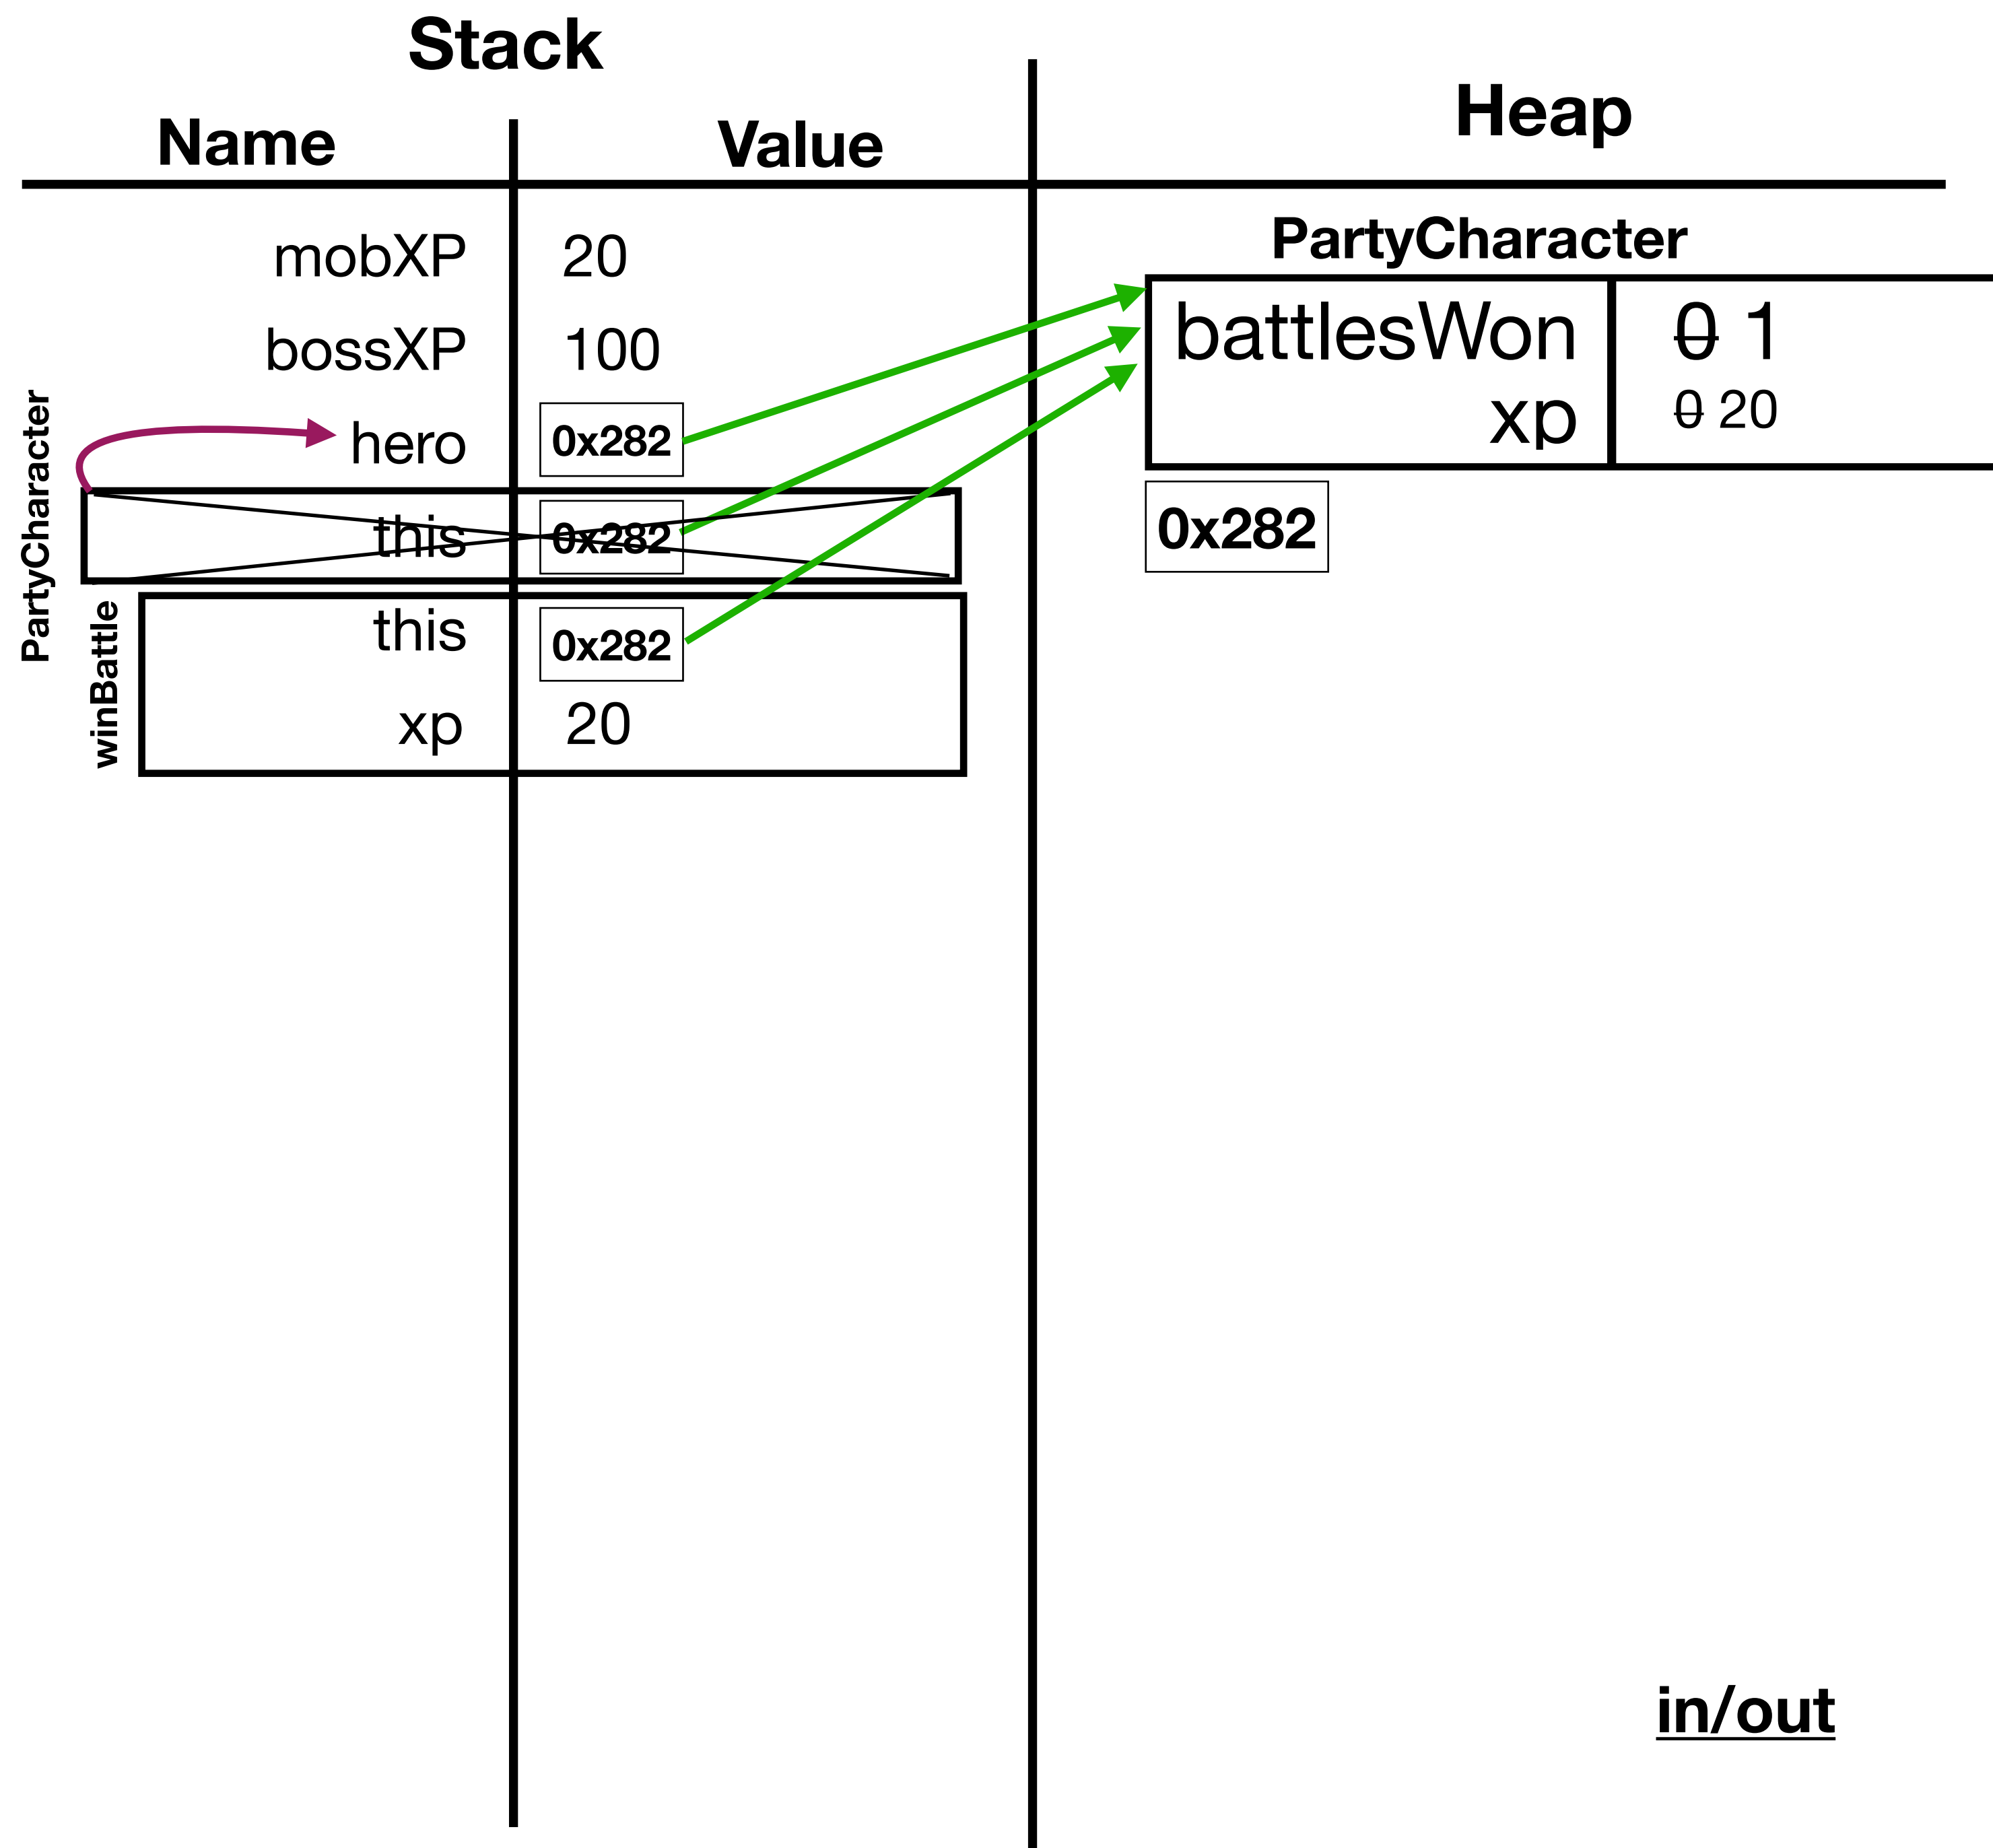 Stack
Heap
Name Value
PartyCharacter
mobXP 20
bossXP 100
hero 0x282
this 0x282
this 0x282
xp 20
PartyCharacter
winBattle
battlesWon 0 1
xp 0 20
0x282
in/out